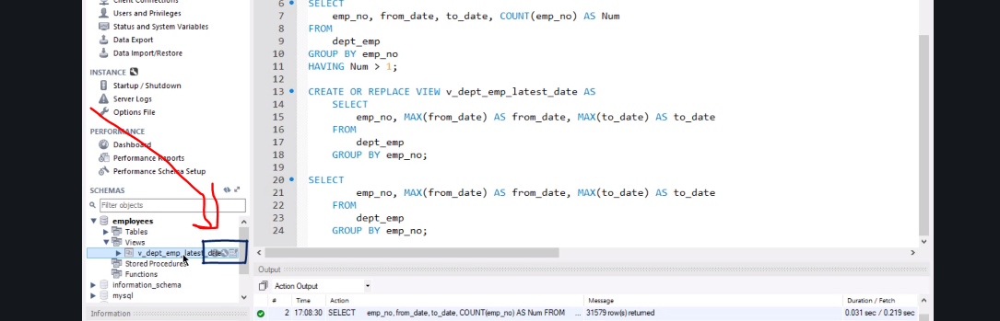 Client Connections
Users and Privileges
Status and System Variables
Data Export
Data Import/Restore
INSTANCE
Startup / Shutdown
Server Logs
Options File
PERFORMANCE
Dashboard
Performance Reports
Performance Schema Setup
SCHEMAS
Filter objects
employees
Tables
Views
v_dept_emp_latest_date
Stored Procedures
Functions
information_schema
mysql
Information
6 SELECT
7 emp_no, from_date, to_date, COUNT(emp_no) AS Num
8 FROM
9 dept_emp
10 GROUP BY emp_no
11 HAVING Num > 1;
12
13 CREATE OR REPLACE VIEW v_dept_emp_latest_date AS
14 SELECT
15 emp_no, MAX(from_date) AS from_date, MAX(to_date) AS to_date
16 FROM
17 dept_emp
18 GROUP BY emp_no;
19
20 SELECT
21 emp_no, MAX(from_date) AS from_date, MAX(to_date) AS to_date
22 FROM
23 dept_emp
24 GROUP BY emp_no;
Output
Action Output
# Time Action Message Duration / Fetch
2 17:08:30 SELECT emp_no, from_date, to_date, COUNT(emp_no) AS Num FROM ... 31579 row(s) returned 0.031 sec / 0.219 sec